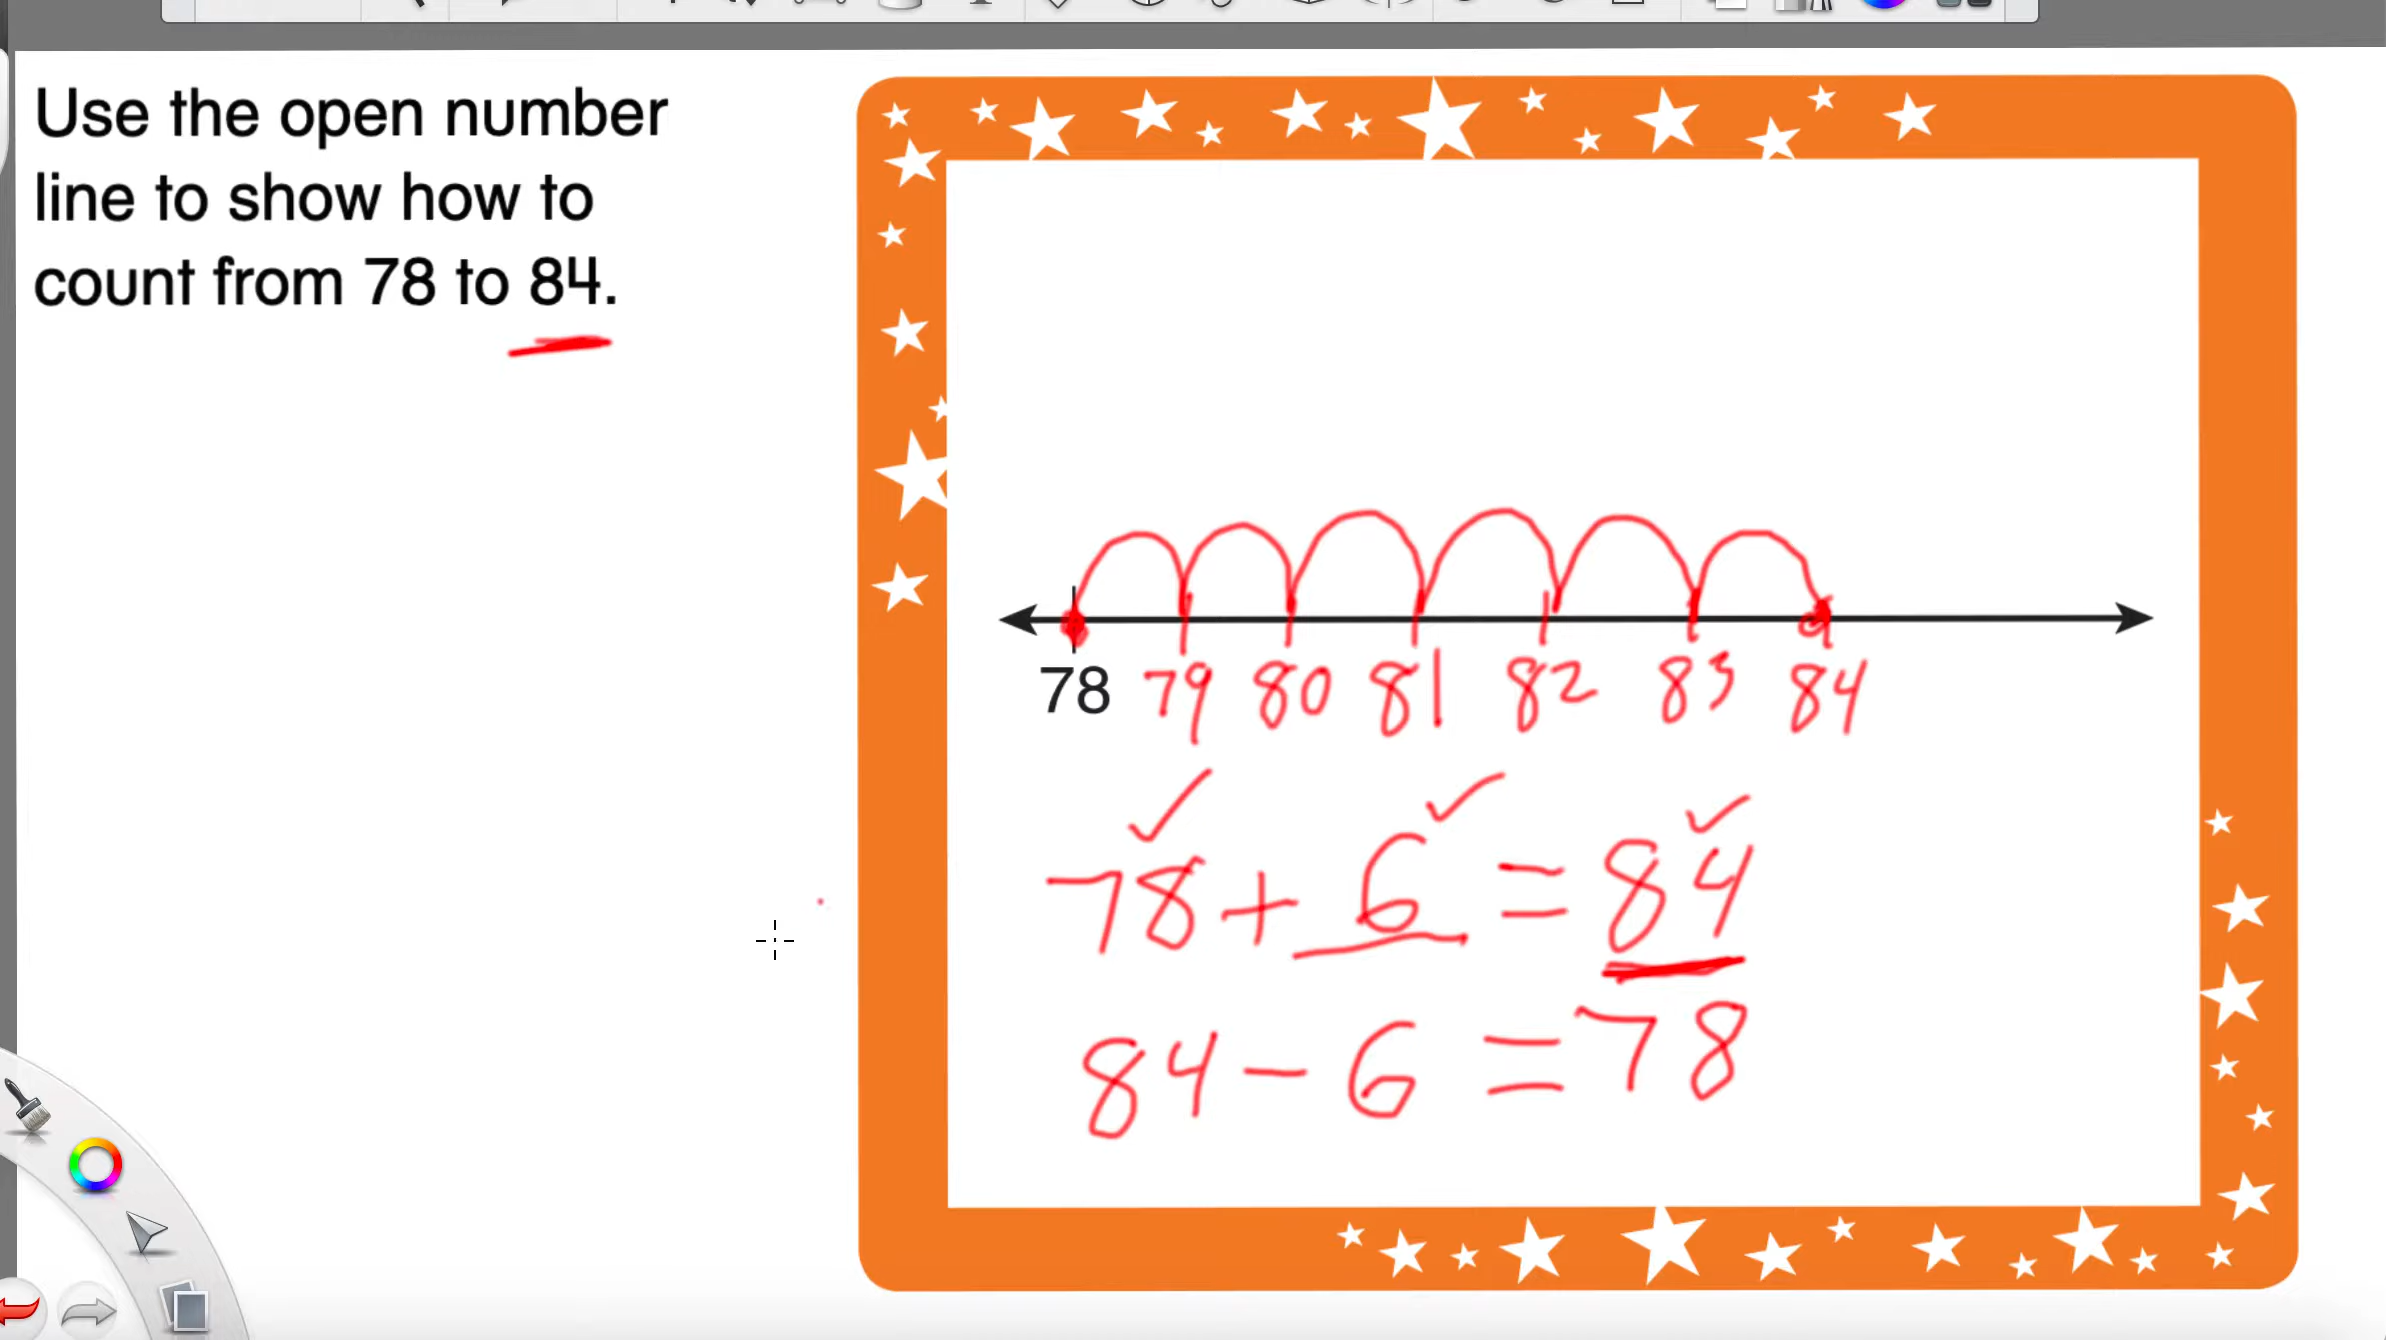 Use the open number
line to show how to
count from 78 to 84.
78 79 80 81 82 83 84
78 + 6 = 84
84 - 6 = 78